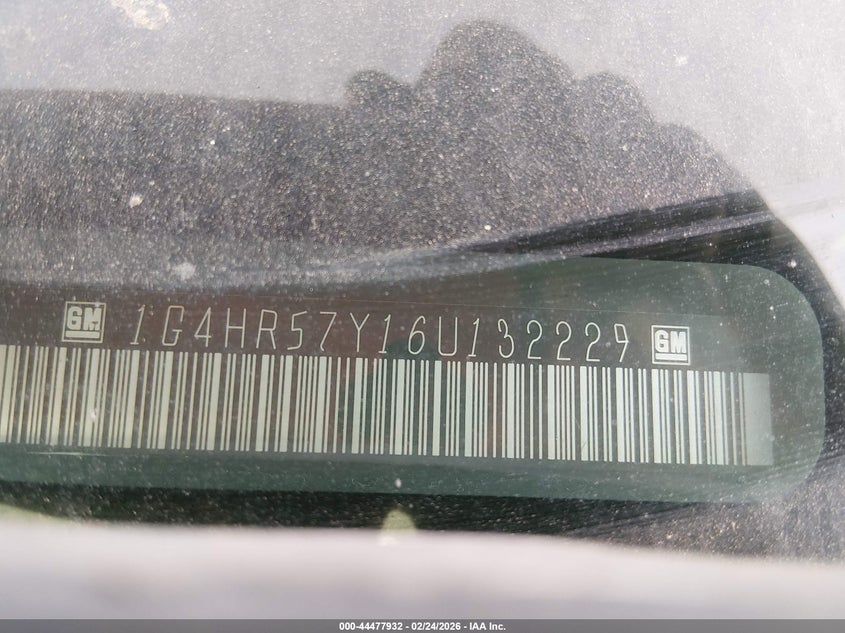 GM 1G4HR57Y16U132229 GM
000-44477932 - 02/24/2026 - IAA Inc.